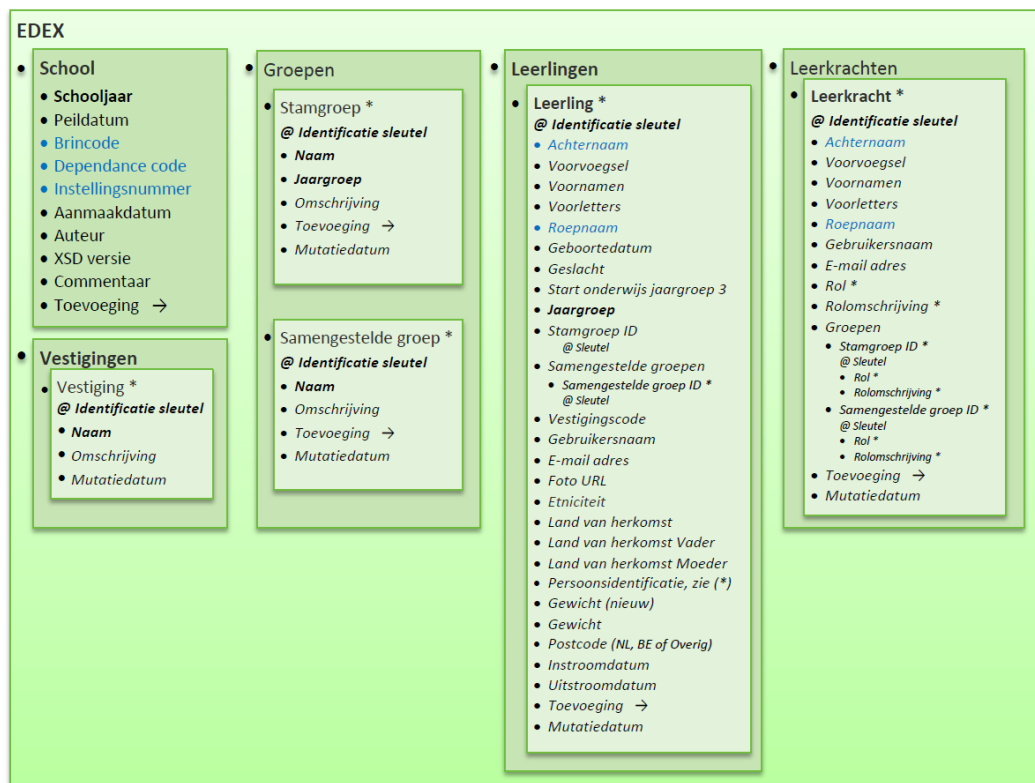 EDEX
• School
• Schooljaar
• Peildatum
• Brincode
• Dependance code
• Instellingsnummer
• Aanmaakdatum
• Auteur
• XSD versie
• Commentaar
• Toevoeging →
• Vestigingen
• Vestiging *
@ Identificatie sleutel
• Naam
• Omschrijving
• Mutatiedatum
• Groepen
• Stamgroep *
@ Identificatie sleutel
• Naam
• Jaargroep
• Omschrijving
• Toevoeging →
• Mutatiedatum
• Samengestelde groep *
@ Identificatie sleutel
• Naam
• Omschrijving
• Toevoeging →
• Mutatiedatum
• Leerlingen
• Leerling *
@ Identificatie sleutel
• Achternaam
• Voorvoegsel
• Voornamen
• Voorletters
• Roepnaam
• Geboortedatum
• Geslacht
• Start onderwijs jaargroep 3
• Jaargroep
• Stamgroep ID
@ Sleutel
• Samengestelde groepen
• Samengestelde groep ID *
@ Sleutel
• Vestigingscode
• Gebruikersnaam
• E-mail adres
• Foto URL
• Etniciteit
• Land van herkomst
• Land van herkomst Vader
• Land van herkomst Moeder
• Persoonsidentificatie, zie (*)
• Gewicht (nieuw)
• Gewicht
• Postcode (NL, BE of Overig)
• Instroomdatum
• Uitstroomdatum
• Toevoeging →
• Mutatiedatum
• Leerkrachten
• Leerkracht *
@ Identificatie sleutel
• Achternaam
• Voorvoegsel
• Voornamen
• Voorletters
• Roepnaam
• Gebruikersnaam
• E-mail adres
• Rol *
• Rolomschrijving *
• Groepen
• Stamgroep ID *
@ Sleutel
• Rol *
• Rolomschrijving *
• Samengestelde groep ID *
@ Sleutel
• Rol *
• Rolomschrijving *
• Toevoeging →
• Mutatiedatum